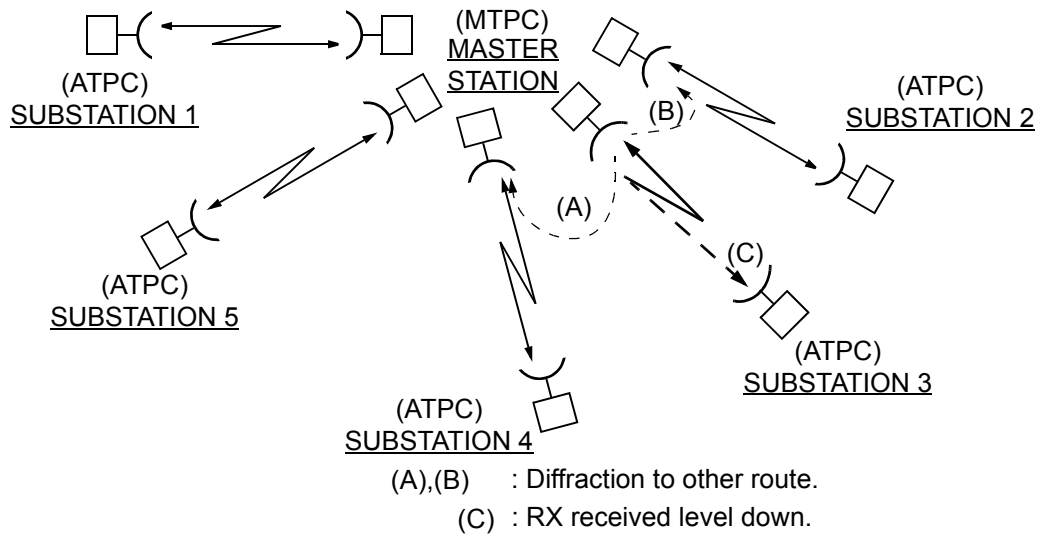 (MTPC)
MASTER
STATION
(ATPC)
SUBSTATION 1
(B)
(ATPC)
SUBSTATION 2
(A)
(C)
(ATPC)
SUBSTATION 5
(ATPC)
SUBSTATION 3
(ATPC)
SUBSTATION 4
(A),(B) : Diffraction to other route.
(C) : RX received level down.